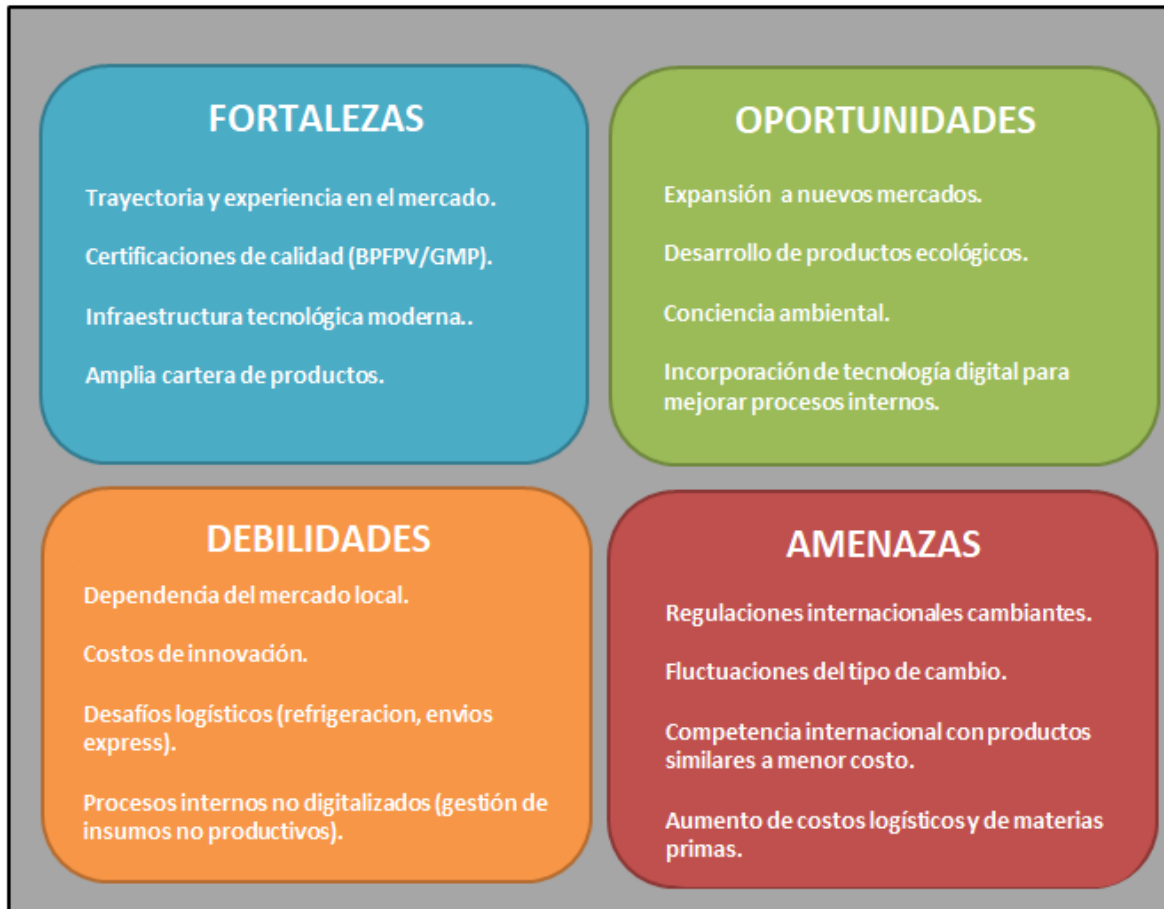 FORTALEZAS
Trayectoria y experiencia en el mercado.
Certificaciones de calidad (BPFPV/GMP).
Infraestructura tecnológica moderna..
Amplia cartera de productos.
OPORTUNIDADES
Expansión  a nuevos mercados.
Desarrollo de productos ecológicos.
Conciencia ambiental.
Incorporación de tecnología digital para
mejorar procesos internos.
DEBILIDADES
Dependencia del mercado local.
Costos de innovación.
Desafíos logísticos (refrigeracion, envios
express).
Procesos internos no digitalizados (gestión de
insumos no productivos).
AMENAZAS
Regulaciones internacionales cambiantes.
Fluctuaciones del tipo de cambio.
Competencia internacional con productos
similares a menor costo.
Aumento de costos logísticos y de materias
primas.